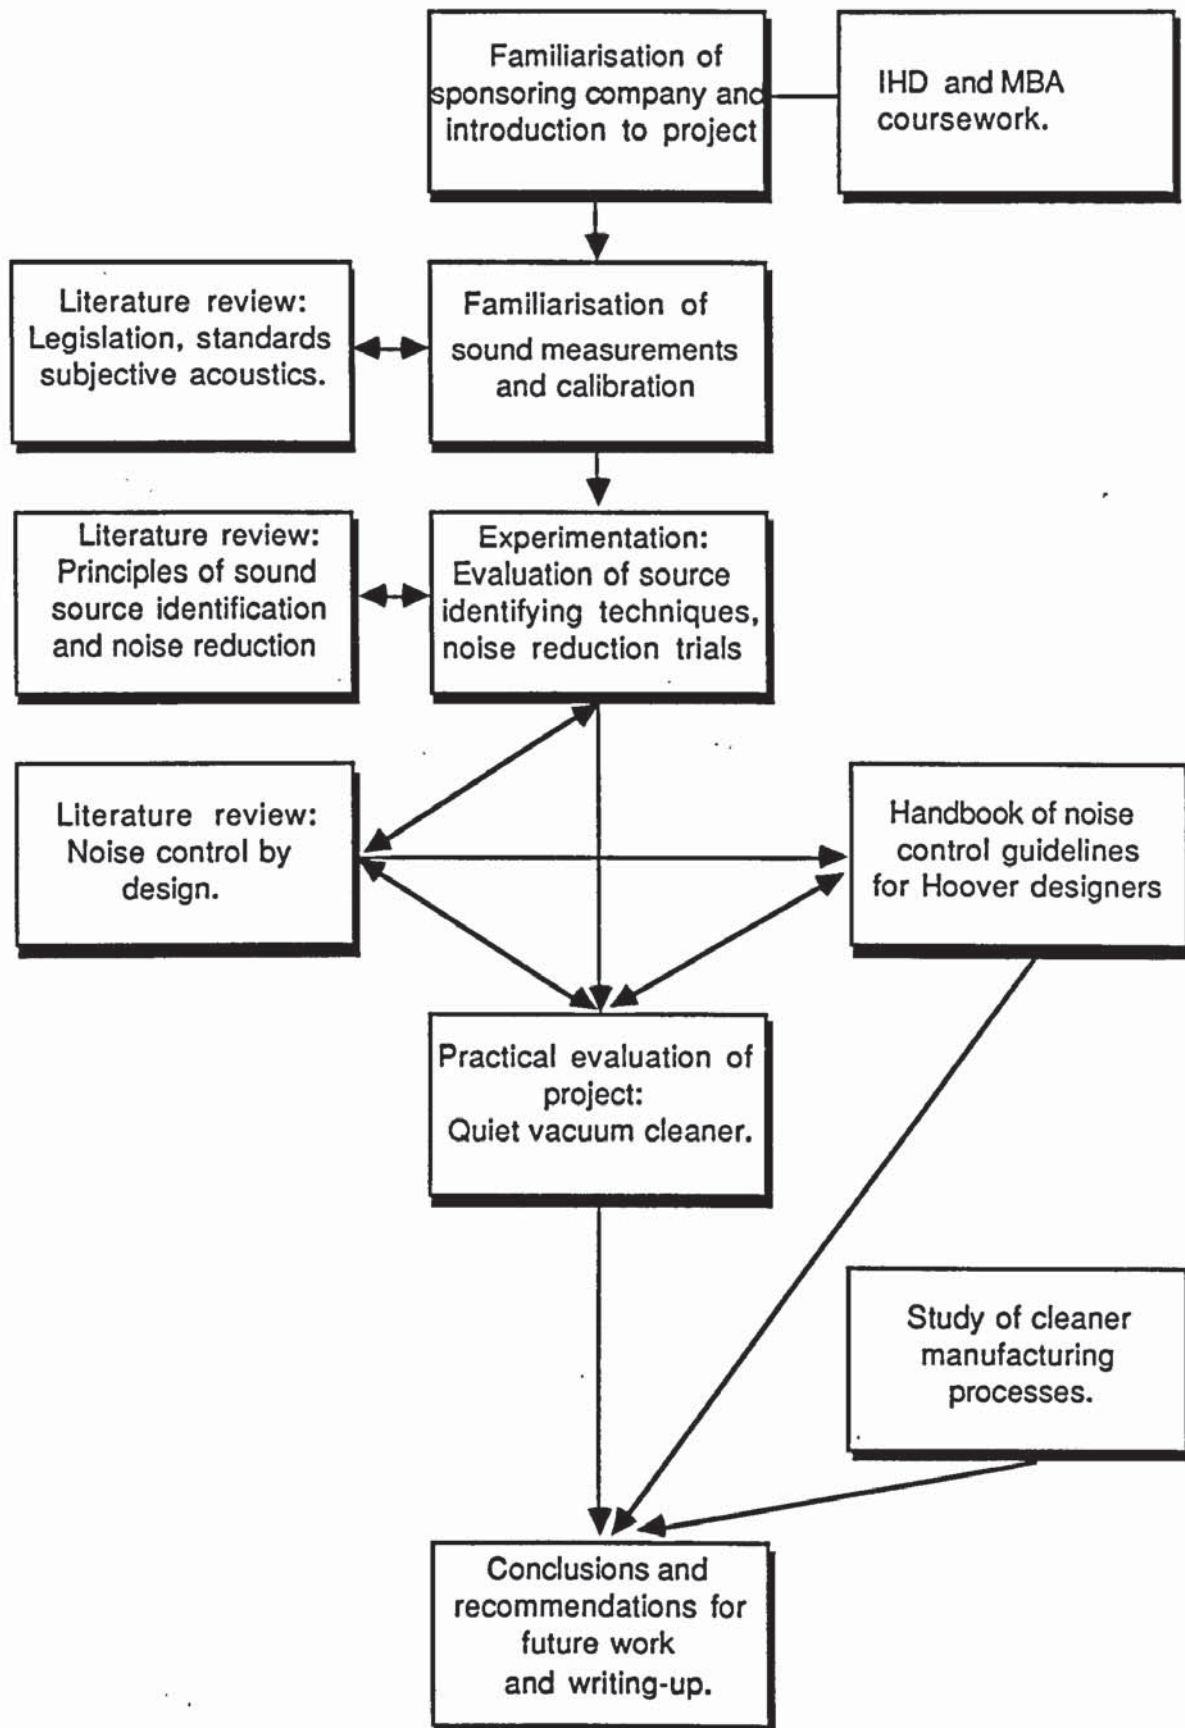 Familiarisation of
sponsoring company and
introduction to project
IHD and MBA
coursework.
Literature review:
Legislation, standards
subjective acoustics.
Familiarisation of
sound measurements
and calibration
Literature review:
Principles of sound
source identification
and noise reduction
Experimentation:
Evaluation of source
identifying techniques,
noise reduction trials
Literature review:
Noise control by
design.
Handbook of noise
control guidelines
for Hoover designers
Practical evaluation of
project:
Quiet vacuum cleaner.
Study of cleaner
manufacturing
processes.
Conclusions and
recommendations for
future work
and writing-up.